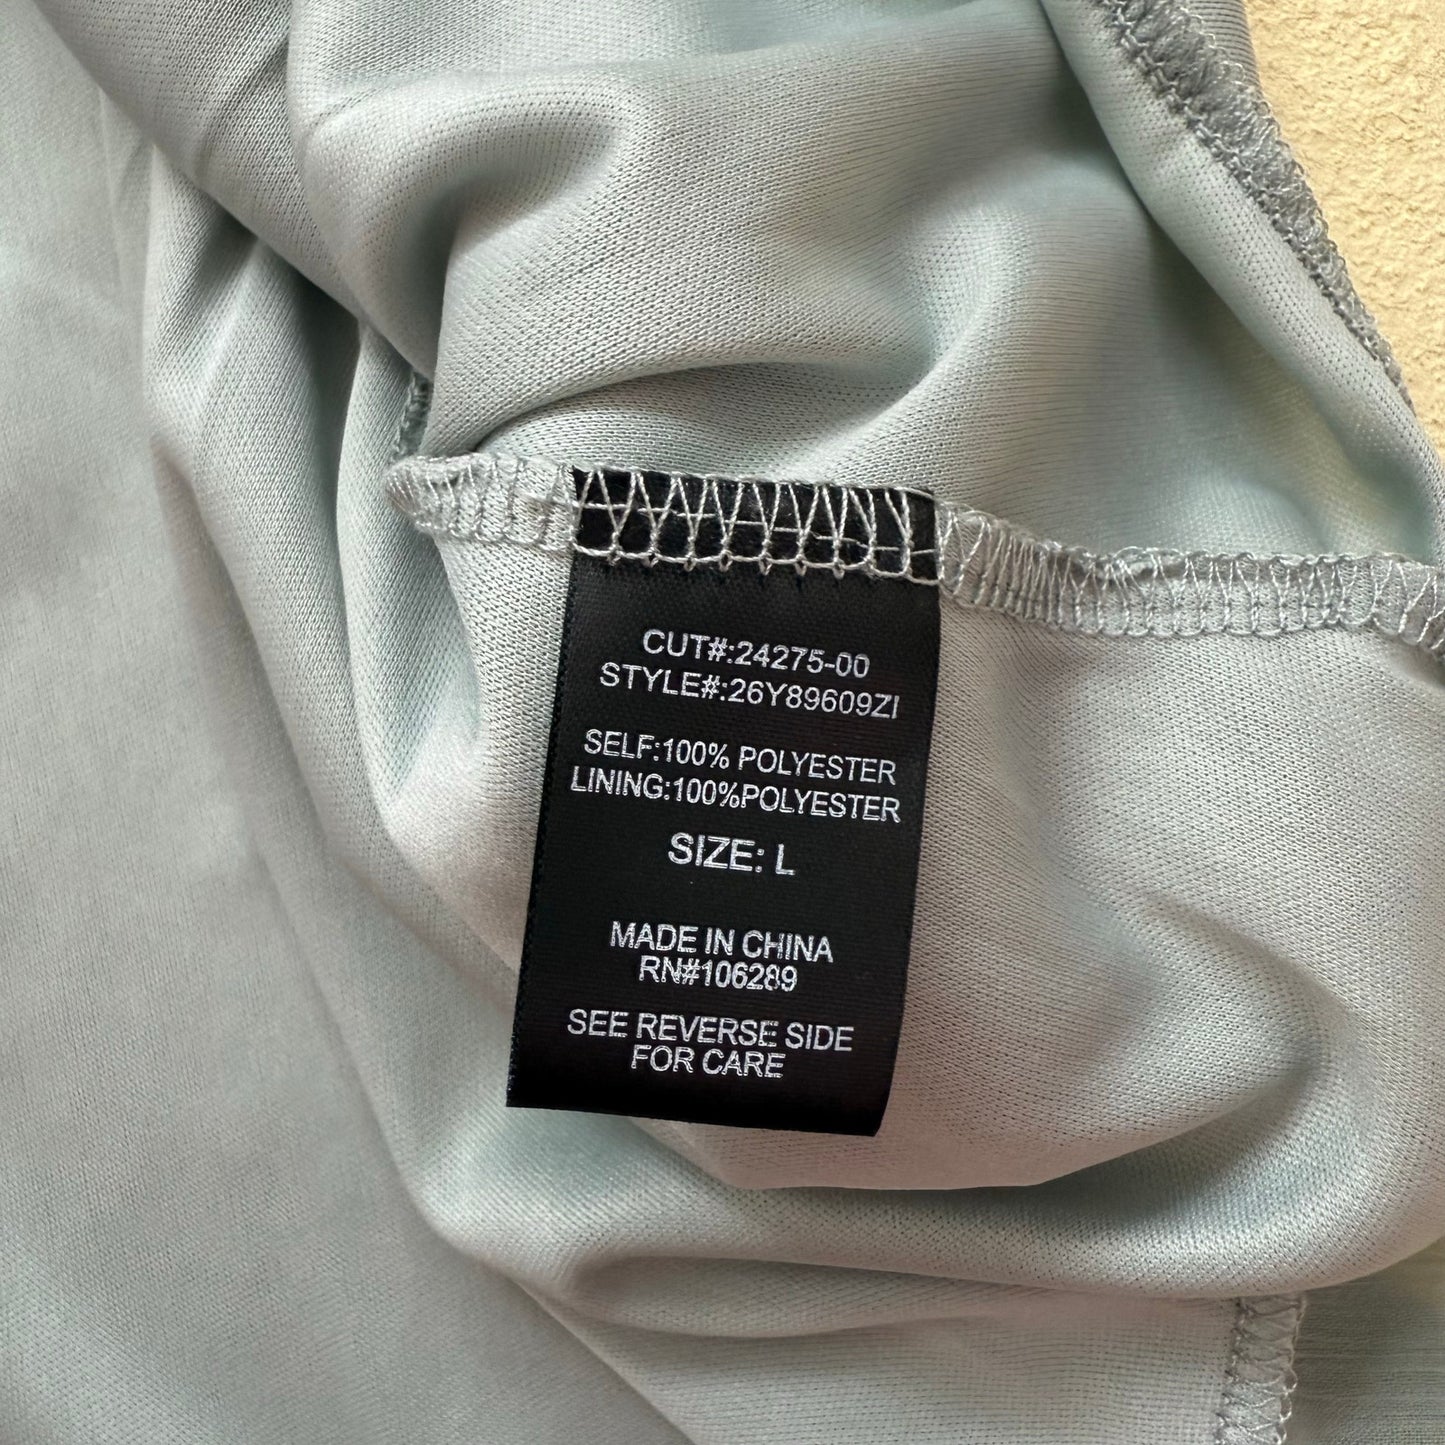 CUT#:24275-00
STYLE#:26Y89609ZI
SELF:100% POLYESTER
LINING:100%POLYESTER
SIZE: L
MADE IN CHINA
RN#106289
SEE REVERSE SIDE
FOR CARE